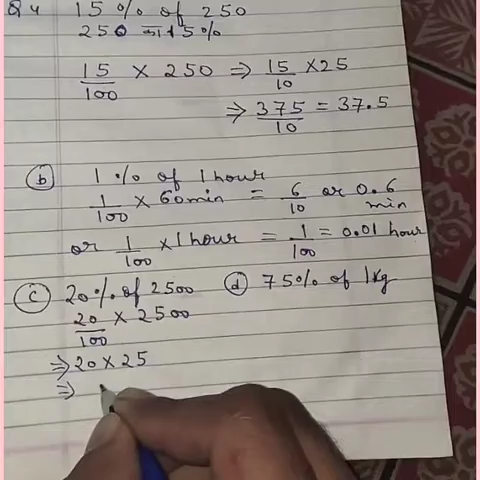 Q4 15% of 250
250 का 15%
15/100 × 250 ⇒ 15/10 × 25
⇒ 375/10 = 37.5
(b) 1% of 1 hour
1/100 × 60 min = 6/10 or 0.6 min
or 1/100 × 1 hour = 1/100 = 0.01 hour
(c) 20% of 2500 (d) 75% of 1kg
20/100 × 2500
⇒ 20 × 25
⇒